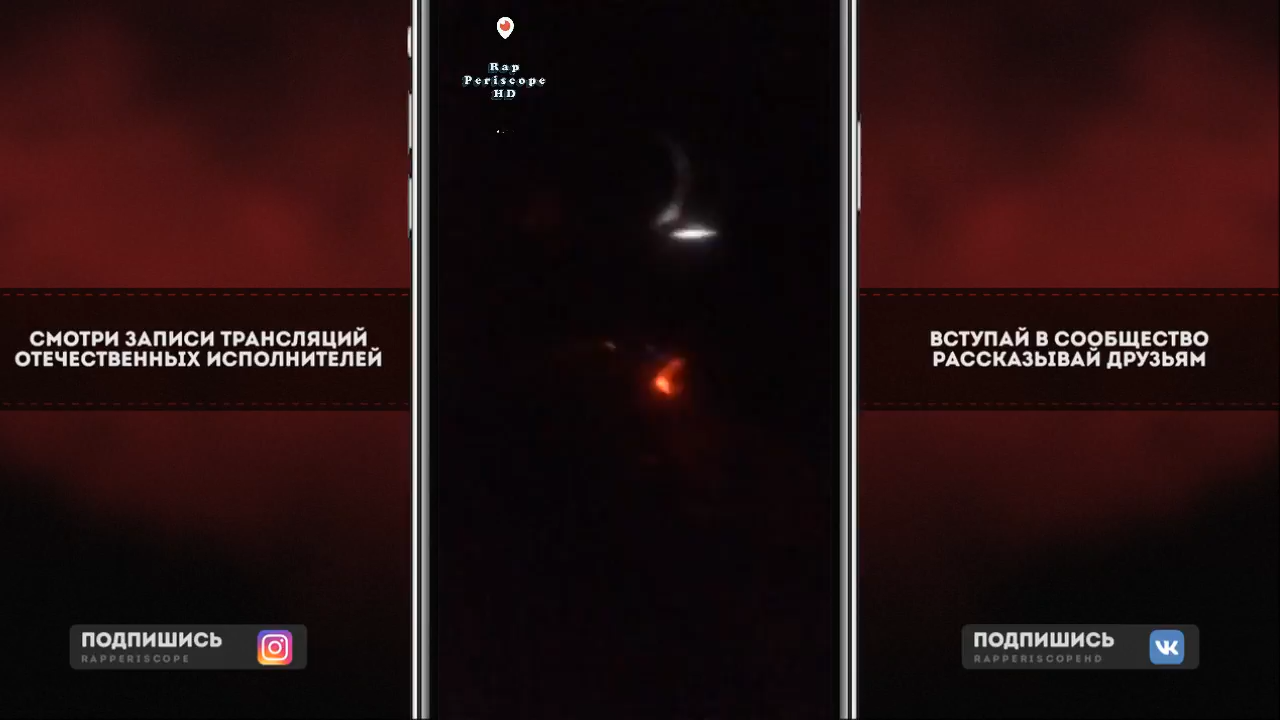 Rap
Periscope
HD
СМОТРИ ЗАПИСИ ТРАНСЛЯЦИЙ
ОТЕЧЕСТВЕННЫХ ИСПОЛНИТЕЛЕЙ
ВСТУПАЙ В СООБЩЕСТВО
РАССКАЗЫВАЙ ДРУЗЬЯМ
ПОДПИШИСЬ
RAPPERISCOPE
ПОДПИШИСЬ
RAPPERISCOPEHD